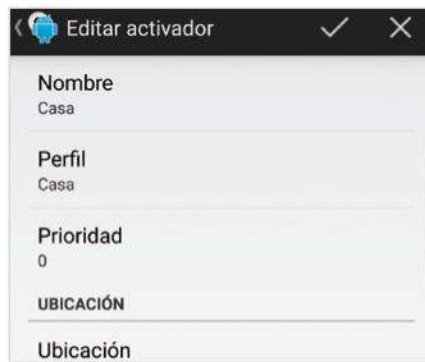 Editar activador
Nombre
Casa
Perfil
Casa
Prioridad
0
UBICACIÓN
Ubicación